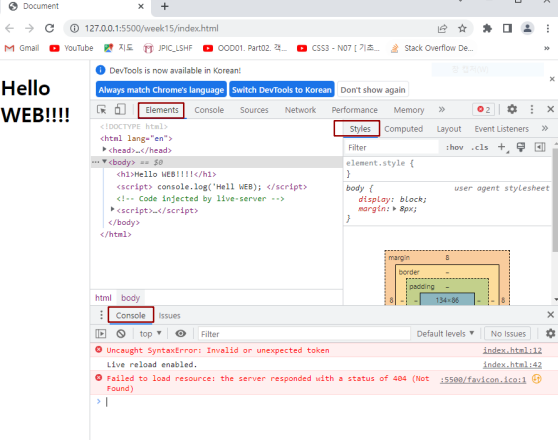 Document
127.0.0.1:5500/week15/index.html
Gmail YouTube 지도 JPIC_LSHF OOD01. Part02. 객... CSS3 - N07 [ 기초... Stack Overflow De... »
Hello
WEB!!!!
DevTools is now available in Korean!
Always match Chrome's language Switch DevTools to Korean Don't show again
Elements Console Sources Network Performance Memory » 2
<!DOCTYPE html>
<html lang="en">
<head>…</head>
<body> == $0
<h1>Hello WEB!!!!</h1>
<script> console.log('Hell WEB); </script>
<!-- Code injected by live-server -->
<script>…</script>
</body>
</html>
html body
Styles Computed Layout Event Listeners »
Filter :hov .cls +
element.style {
}
body { user agent stylesheet
display: block;
margin: 8px;
}
margin 8
border –
padding –
8 – – 134×86 – – 8
Console Issues
top ▼ Filter Default levels ▼ No Issues
Uncaught SyntaxError: Invalid or unexpected token index.html:12
Live reload enabled. index.html:42
Failed to load resource: the server responded with a status of 404 (Not :5500/favicon.ico:1
Found)